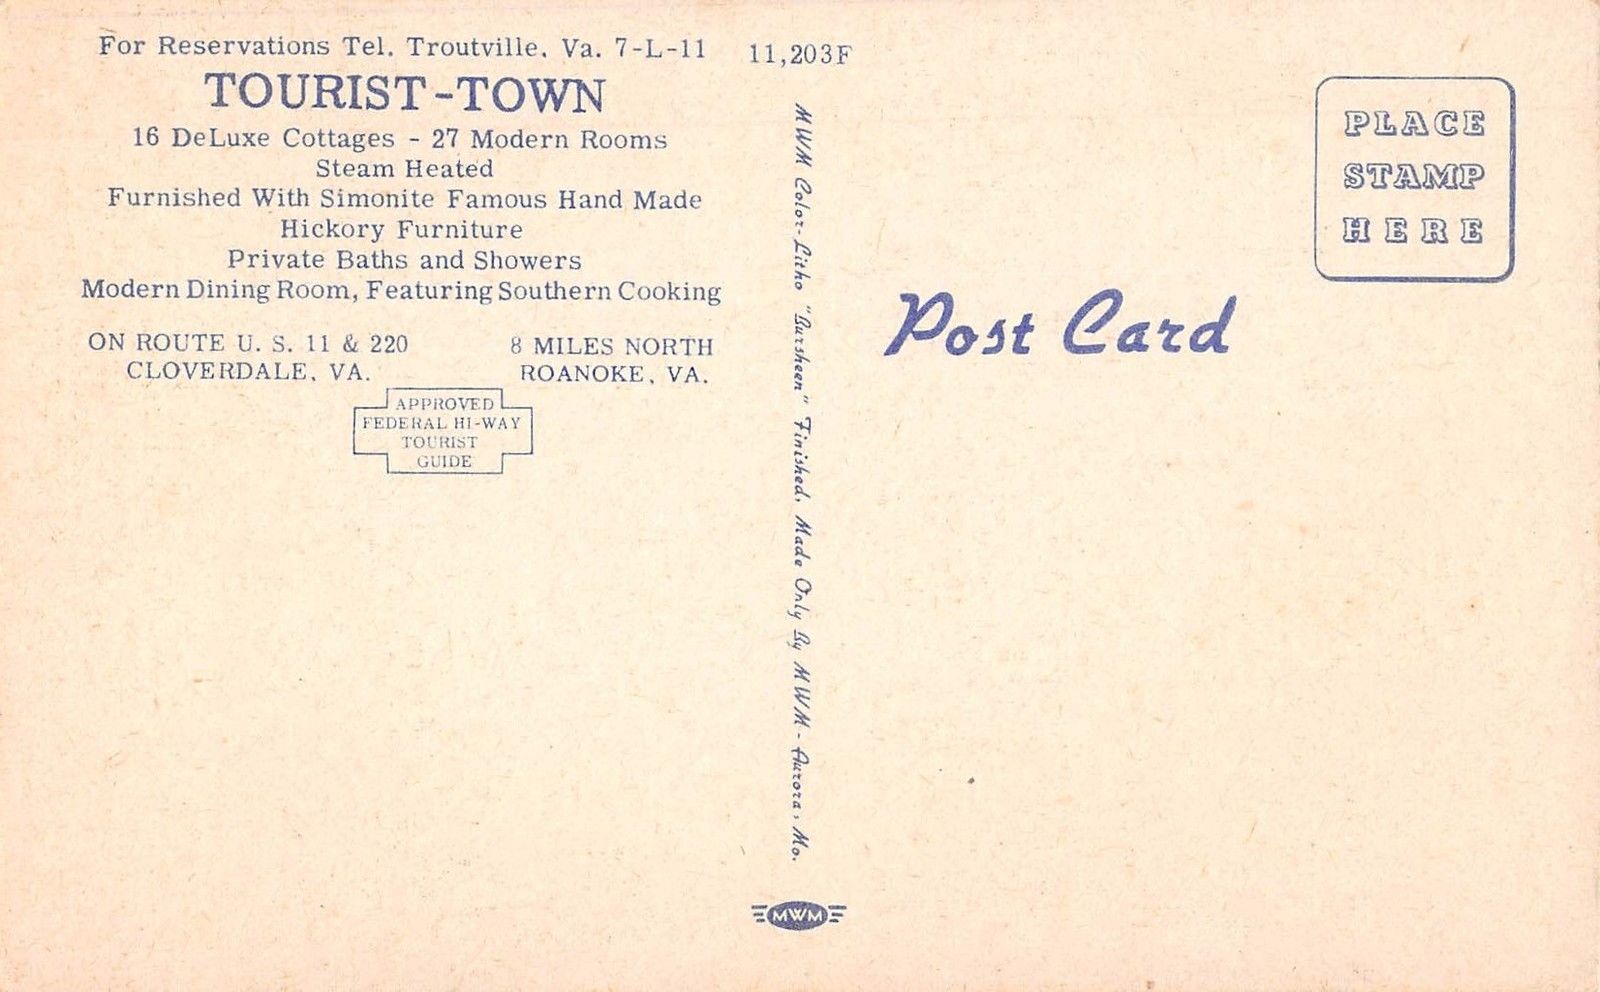 For Reservations Tel. Troutville. Va. 7-L-11
11,203F
TOURIST-TOWN
16 DeLuxe Cottages - 27 Modern Rooms
Steam Heated
Furnished With Simonite Famous Hand Made
Hickory Furniture
Private Baths and Showers
Modern Dining Room, Featuring Southern Cooking
ON ROUTE U. S. 11 & 220
CLOVERDALE, VA.
8 MILES NORTH
ROANOKE, VA.
APPROVED
FEDERAL HI-WAY
TOURIST
GUIDE
MWM Color-Litho "Bursheen" Finished, Made Only By MWM - Aurora, Mo.
MWM
PLACE
STAMP
HERE
Post Card